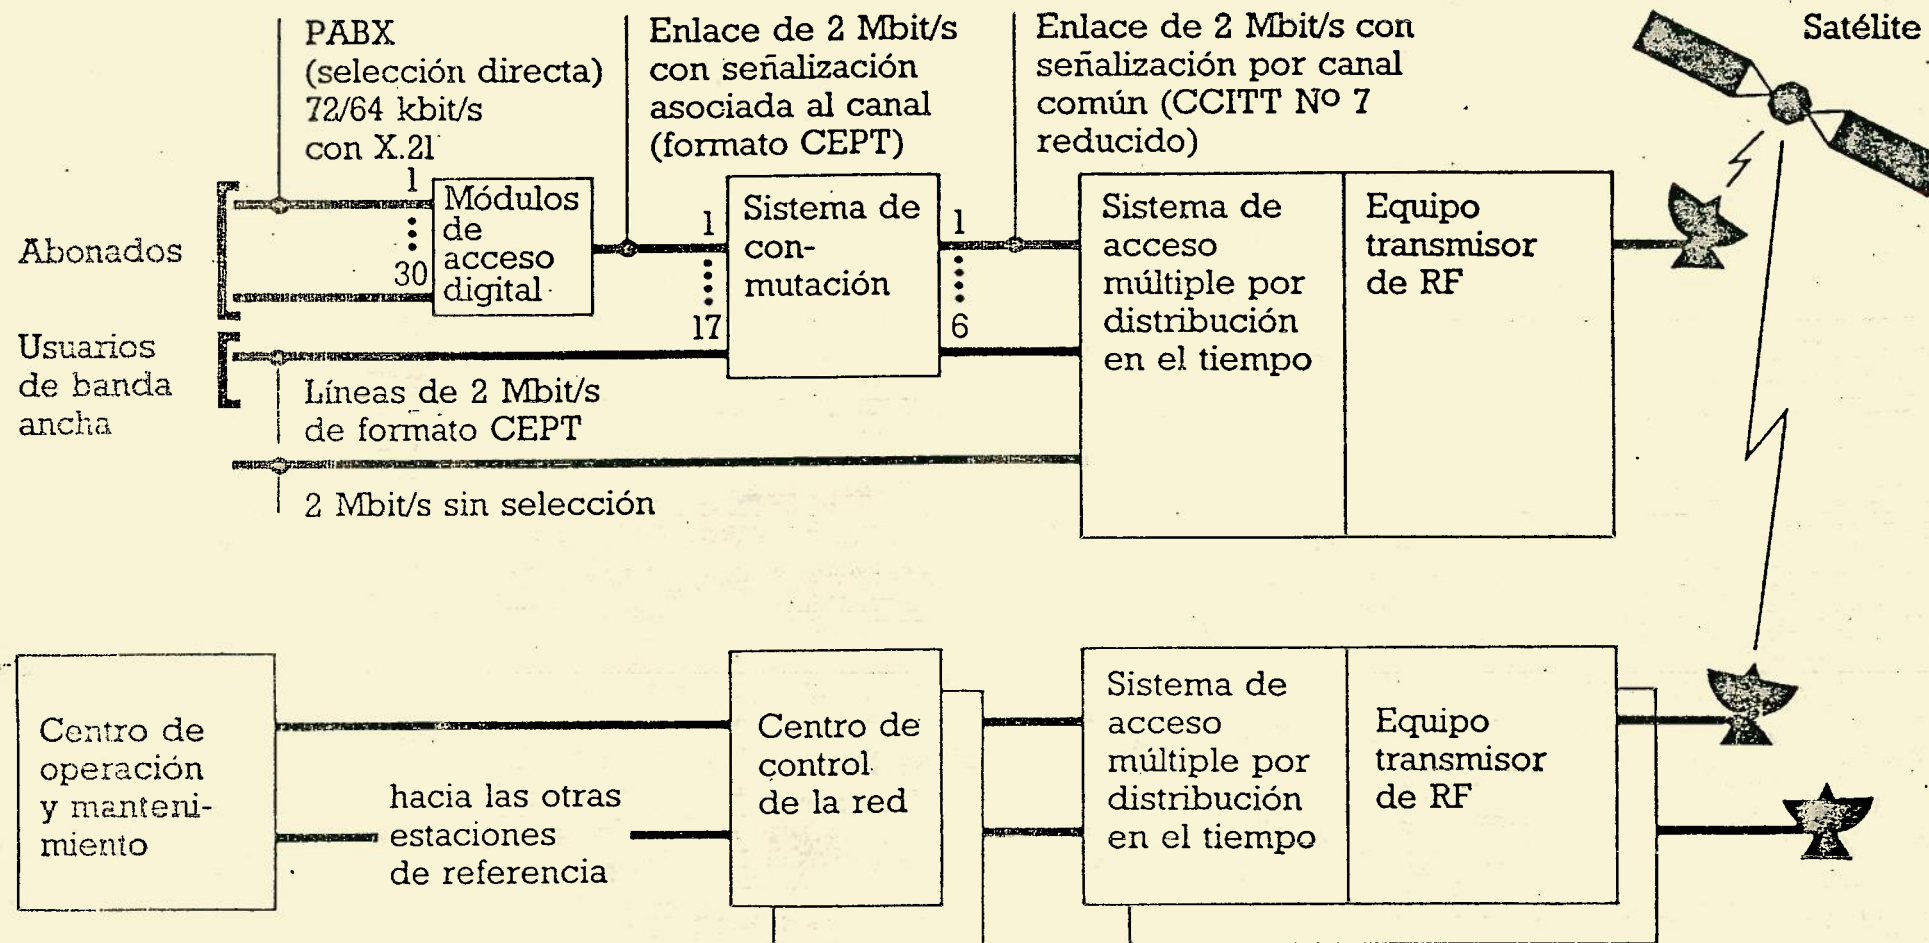 PABX
(selección directa)
72/64 kbit/s
con X.21
Enlace de 2 Mbit/s
con señalización
asociada al canal
(formato CEPT)
Enlace de 2 Mbit/s con
señalización por canal
común (CCITT Nº 7
reducido)
Satélite
Abonados
1
30
Módulos
de
acceso
digital
1
17
Sistema de
con-
mutación
1
6
Sistema de
acceso
múltiple por
distribución
en el tiempo
Equipo
transmisor
de RF
Usuarios
de banda
ancha
Líneas de 2 Mbit/s
de formato CEPT
2 Mbit/s sin selección
Centro de
operación
y manteni-
miento
hacia las otras
estaciones
de referencia
Centro de
control
de la red
Sistema de
acceso
múltiple por
distribución
en el tiempo
Equipo
transmisor
de RF